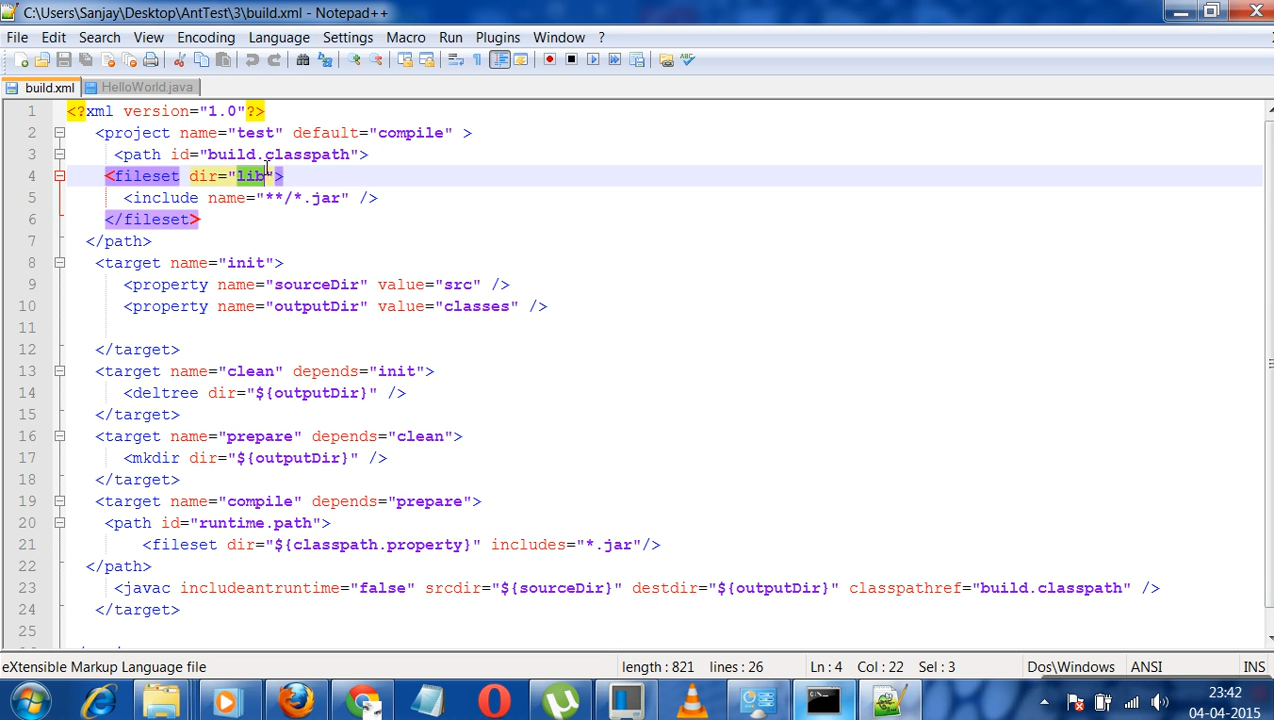 C:\Users\Sanjay\Desktop\AntTest\3\build.xml - Notepad++
File Edit Search View Encoding Language Settings Macro Run Plugins Window ?
build.xml HelloWorld.java
1 <?xml version="1.0"?>
2 <project name="test" default="compile" >
3 <path id="build.classpath">
4 <fileset dir="lib">
5 <include name="**/*.jar" />
6 </fileset>
7 </path>
8 <target name="init">
9 <property name="sourceDir" value="src" />
10 <property name="outputDir" value="classes" />
11
12 </target>
13 <target name="clean" depends="init">
14 <deltree dir="${outputDir}" />
15 </target>
16 <target name="prepare" depends="clean">
17 <mkdir dir="${outputDir}" />
18 </target>
19 <target name="compile" depends="prepare">
20 <path id="runtime.path">
21 <fileset dir="${classpath.property}" includes="*.jar"/>
22 </path>
23 <javac includeantruntime="false" srcdir="${sourceDir}" destdir="${outputDir}" classpathref="build.classpath" />
24 </target>
25
eXtensible Markup Language file length : 821 lines : 26 Ln : 4 Col : 22 Sel : 3 Dos\Windows ANSI INS
23:42
04-04-2015